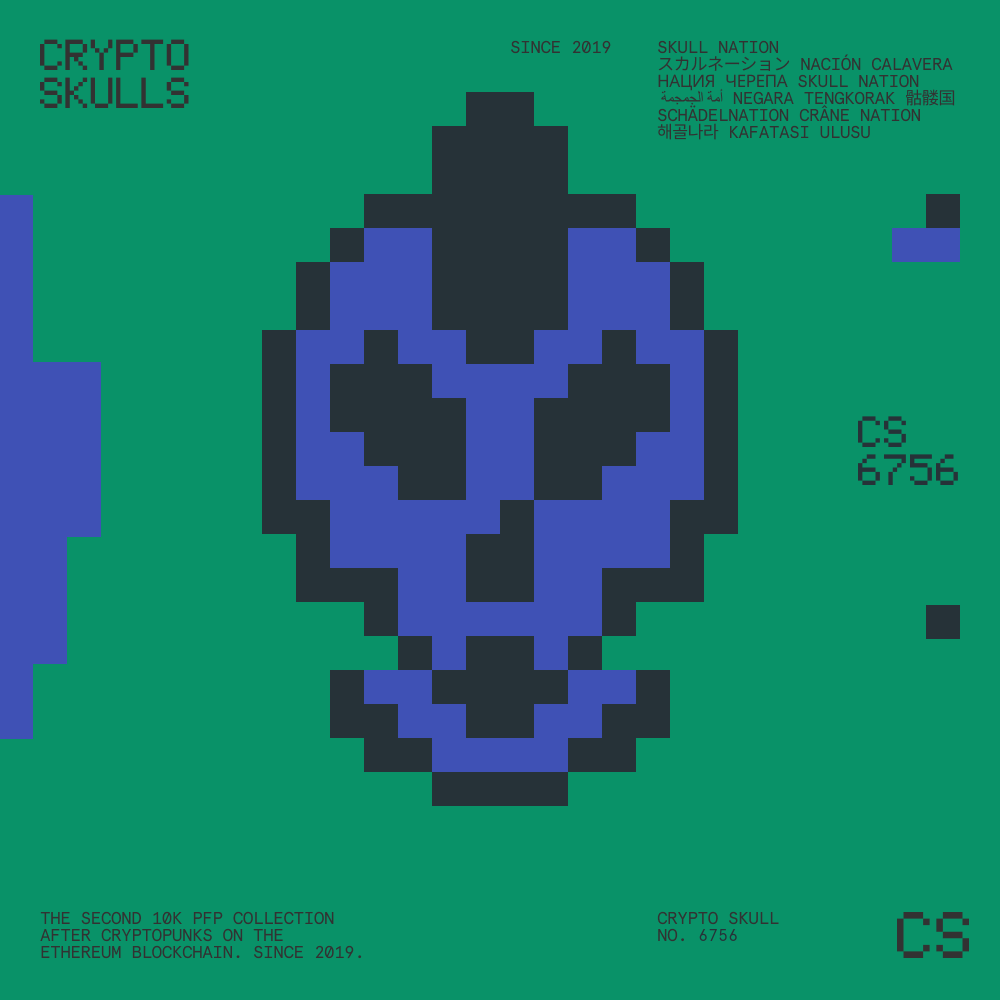 CRYPTO
SKULLS
SINCE 2019
SKULL NATION
スカルネーション NACIÓN CALAVERA
НАЦИЯ ЧЕРЕПА SKULL NATION
أمة الجمجمة NEGARA TENGKORAK 骷髅国
SCHÄDELNATION CRÂNE NATION
해골나라 KAFATASI ULUSU
CS
6756
THE SECOND 10K PFP COLLECTION
AFTER CRYPTOPUNKS ON THE
ETHEREUM BLOCKCHAIN. SINCE 2019.
CRYPTO SKULL
NO. 6756
CS